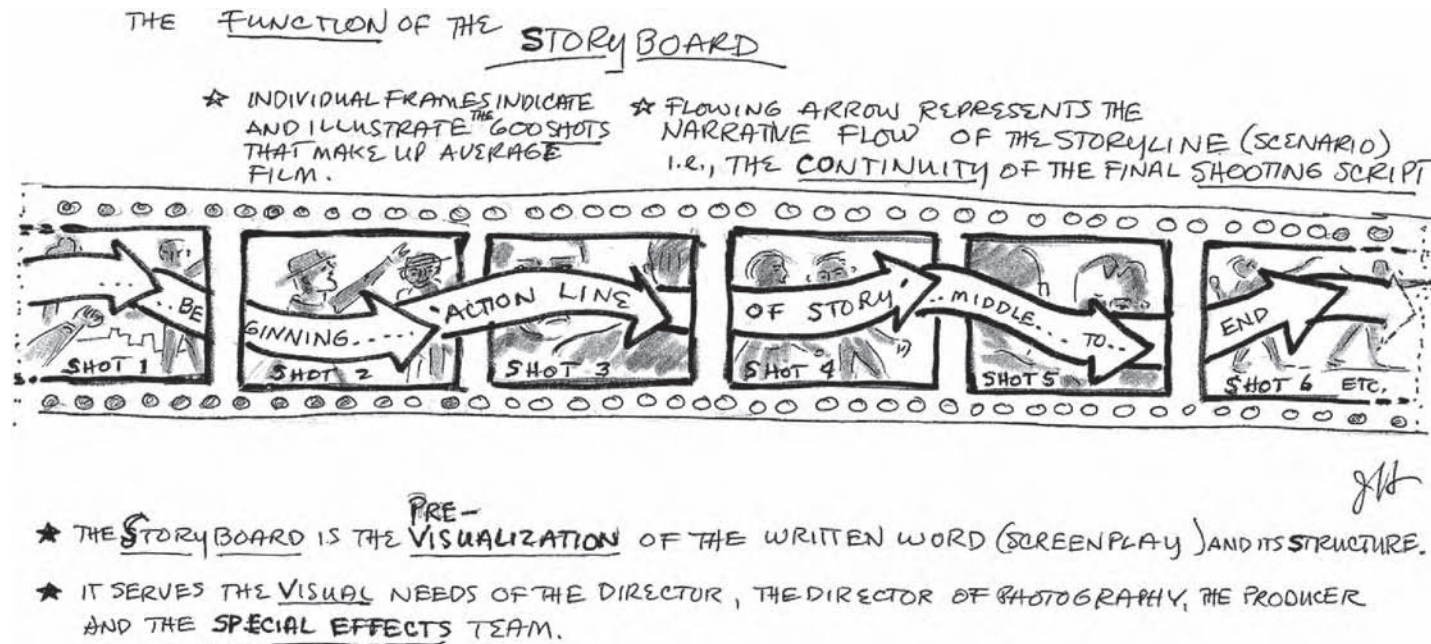 THE FUNCTION OF THE STORYBOARD
☆ INDIVIDUAL FRAMES INDICATE
AND ILLUSTRATE THE 600 SHOTS
THAT MAKE UP AVERAGE
FILM.
☆ FLOWING ARROW REPRESENTS THE
NARRATIVE FLOW OF THE STORYLINE (SCENARIO)
I.E., THE CONTINUITY OF THE FINAL SHOOTING SCRIPT
BE
GINNING.....
ACTION LINE
OF STORY.
...MIDDLE...TO...
END
SHOT 1
SHOT 2
SHOT 3
SHOT 4
SHOT 5
SHOT 6 ETC.
★ THE STORYBOARD IS THE PRE-VISUALIZATION OF THE WRITTEN WORD (SCREENPLAY) AND ITS STRUCTURE.
★ IT SERVES THE VISUAL NEEDS OF THE DIRECTOR, THE DIRECTOR OF PHOTOGRAPHY, THE PRODUCER
AND THE SPECIAL EFFECTS TEAM.